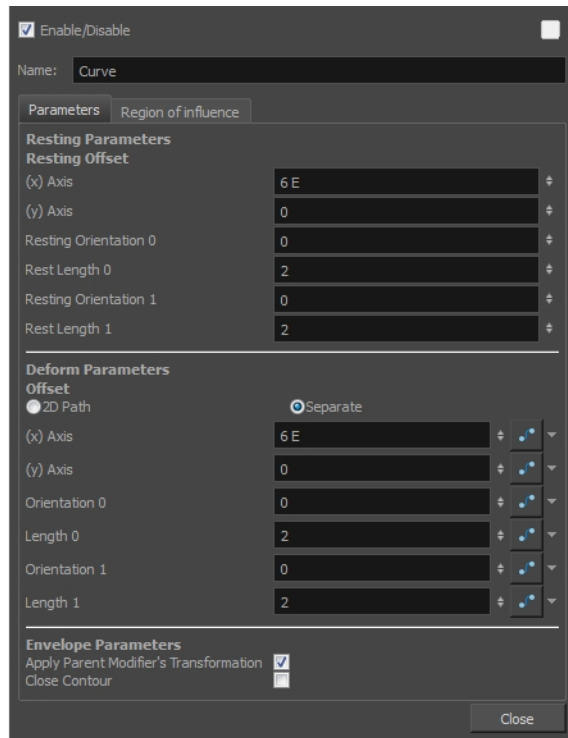 Enable/Disable
Name: Curve
Parameters Region of influence
Resting Parameters
Resting Offset
(x) Axis 6 E
(y) Axis 0
Resting Orientation 0 0
Rest Length 0 2
Resting Orientation 1 0
Rest Length 1 2
Deform Parameters
Offset
2D Path Separate
(x) Axis 6 E
(y) Axis 0
Orientation 0 0
Length 0 2
Orientation 1 0
Length 1 2
Envelope Parameters
Apply Parent Modifier's Transformation
Close Contour
Close